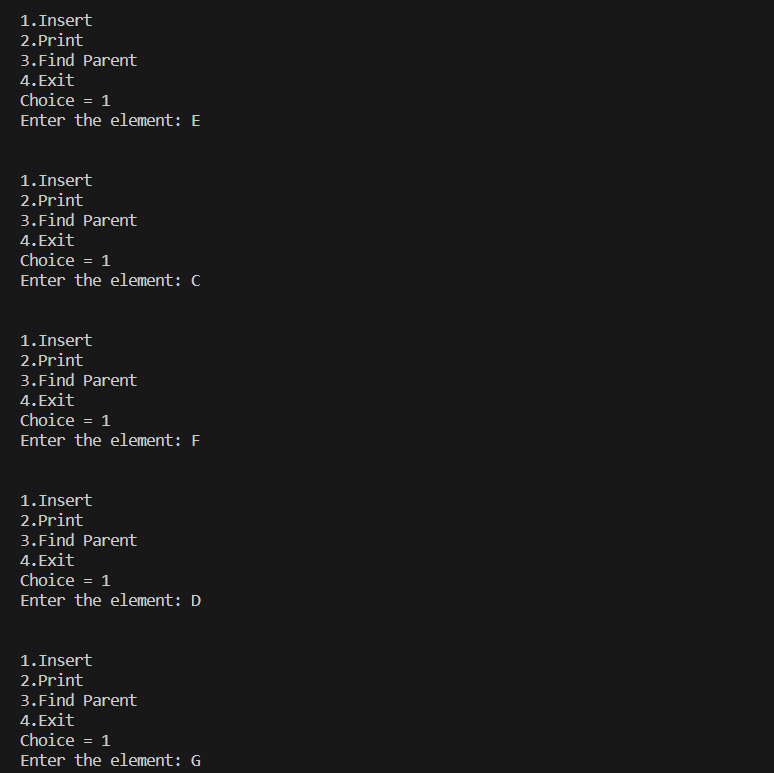 1.Insert
2.Print
3.Find Parent
4.Exit
Choice = 1
Enter the element: E
1.Insert
2.Print
3.Find Parent
4.Exit
Choice = 1
Enter the element: C
1.Insert
2.Print
3.Find Parent
4.Exit
Choice = 1
Enter the element: F
1.Insert
2.Print
3.Find Parent
4.Exit
Choice = 1
Enter the element: D
1.Insert
2.Print
3.Find Parent
4.Exit
Choice = 1
Enter the element: G